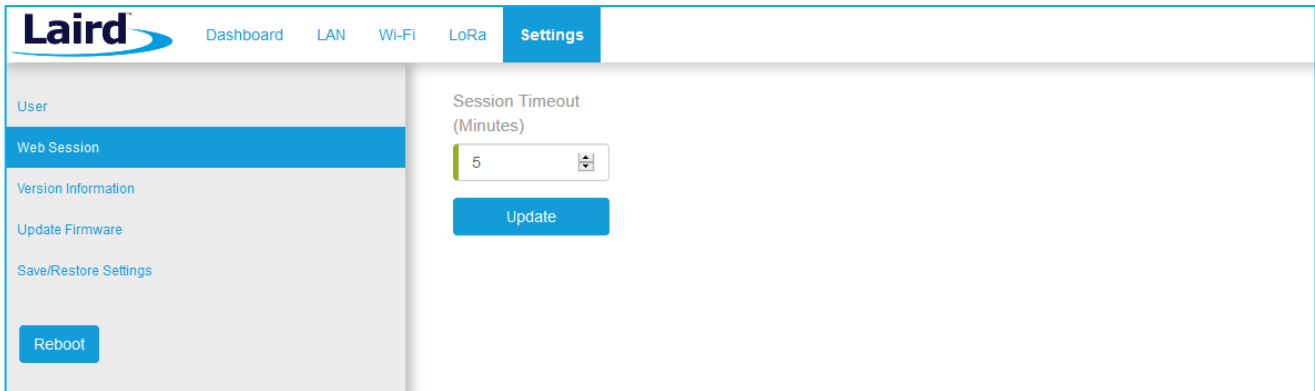 Laird™
Dashboard LAN Wi-Fi LoRa Settings
User
Web Session
Version Information
Update Firmware
Save/Restore Settings
Reboot
Session Timeout
(Minutes)
5
Update